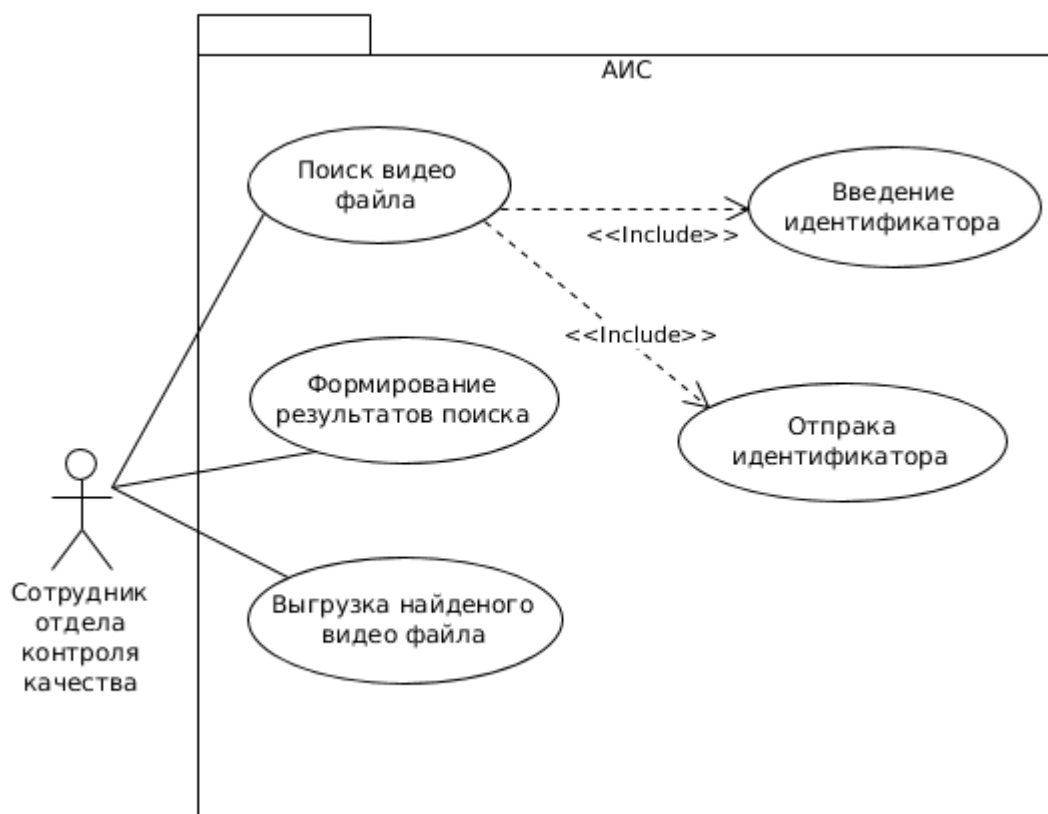 АИС
Поиск видео
файла
Введение
идентификатора
<<Include>>
<<Include>>
Формирование
результатов поиска
Отпрака
идентификатора
Выгрузка найденого
видео файла
Сотрудник
отдела
контроля
качества